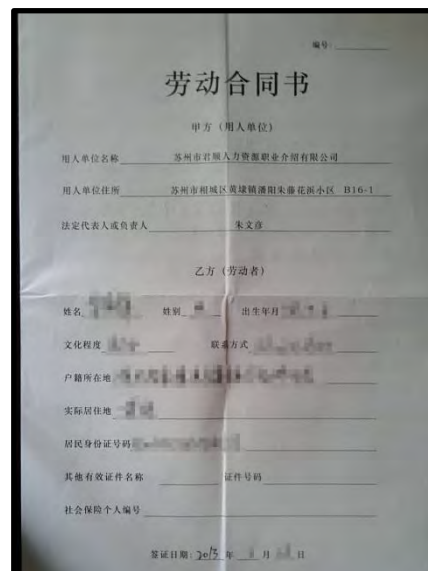 编号:
劳动合同书
甲方(用人单位)
用人单位名称 苏州市君顺人力资源职业介绍有限公司
用人单位住所 苏州市相城区黄埭镇潘阳朱藤花浜小区 B16-1
法定代表人或负责人 朱文彦
乙方(劳动者)
姓名 性别 出生年月
文化程度 联系方式
户籍所在地
实际居住地
居民身份证号码
其他有效证件名称 证件号码
社会保险个人编号
签证日期: 2013 年 月 日